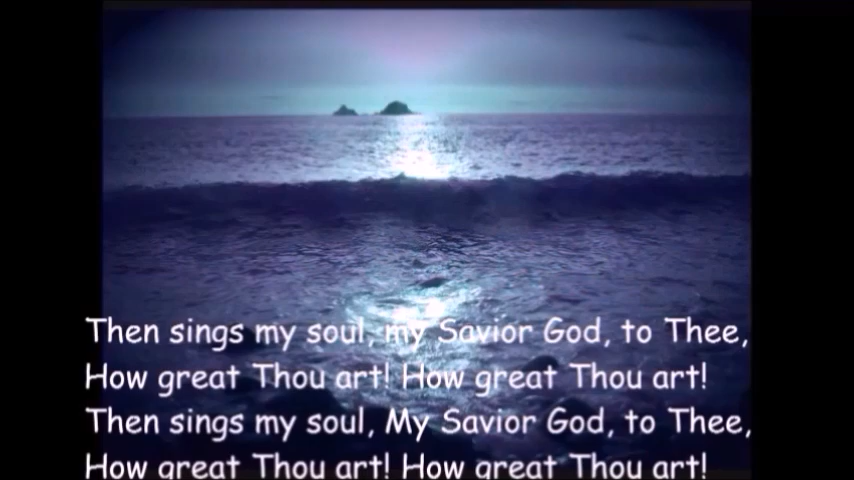 Then sings my soul, my Savior God, to Thee,
How great Thou art! How great Thou art!
Then sings my soul, My Savior God, to Thee,
How great Thou art! How great Thou art!